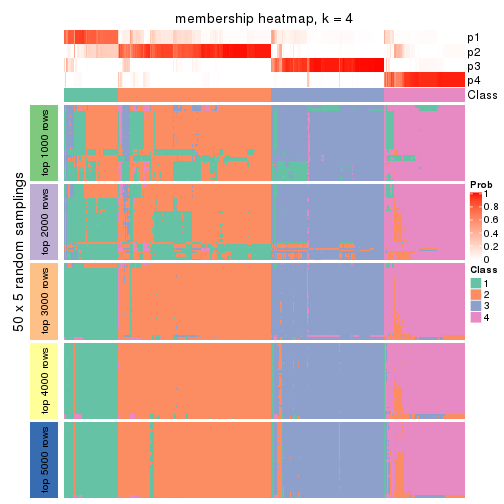 membership heatmap, k = 4
p1
p2
p3
p4
Class
50 x 5 random samplings
top 1000 rows
top 2000 rows
top 3000 rows
top 4000 rows
top 5000 rows
Prob
1
0.8
0.6
0.4
0.2
0
Class
1
2
3
4